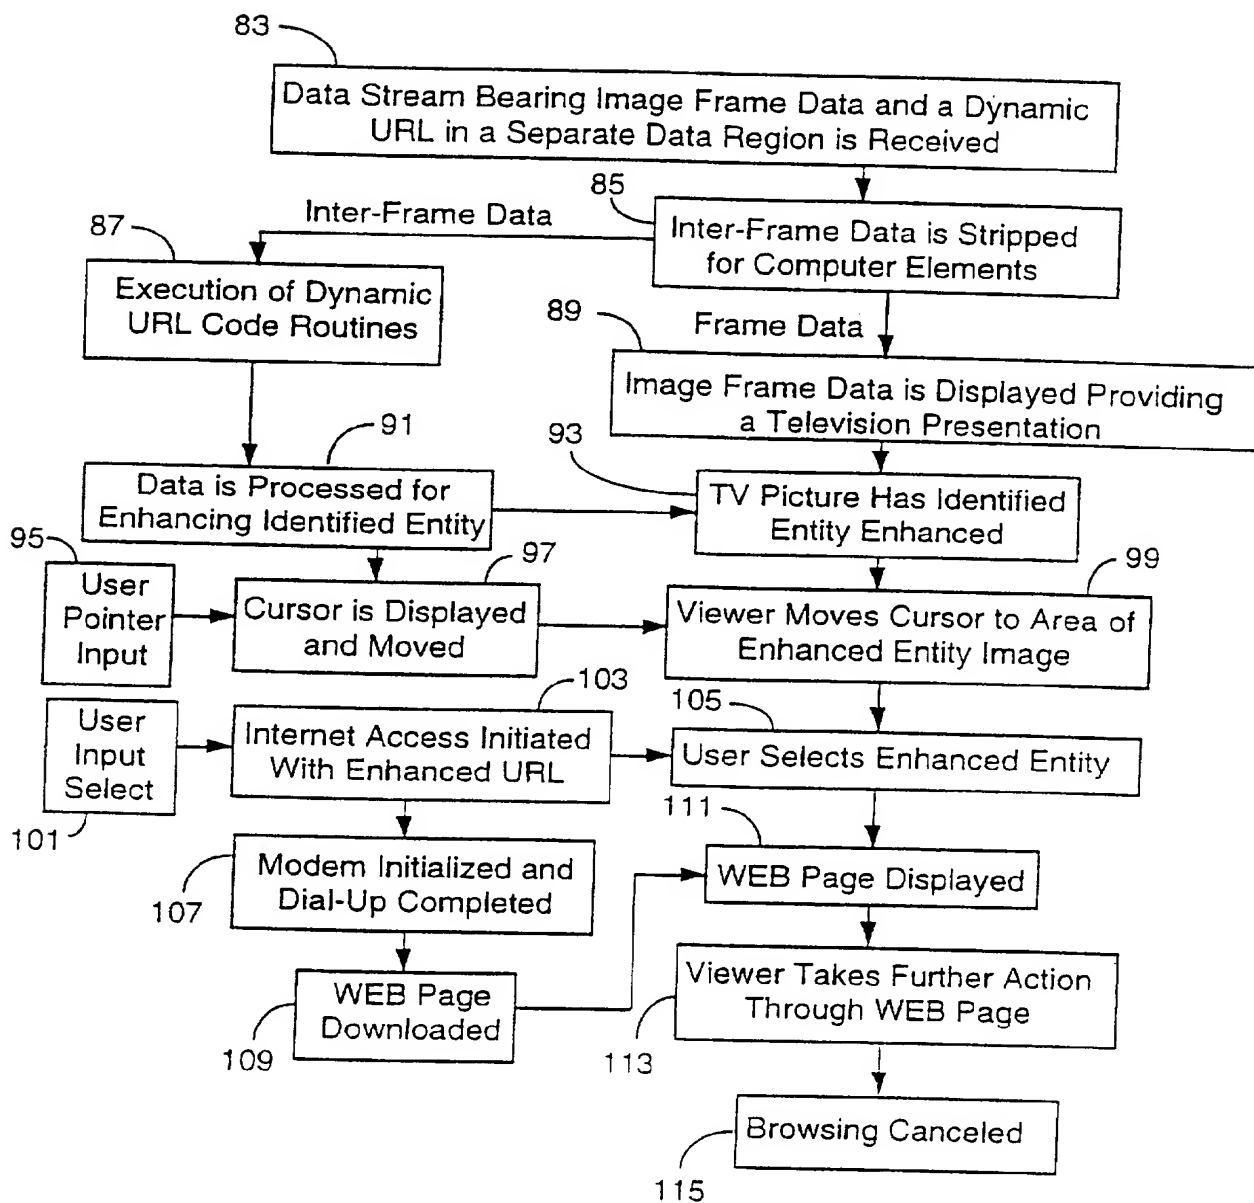 83
Data Stream Bearing Image Frame Data and a Dynamic
URL in a Separate Data Region is Received
85
Inter-Frame Data
Inter-Frame Data is Stripped
for Computer Elements
87
Execution of Dynamic
URL Code Routines
89
Frame Data
Image Frame Data is Displayed Providing
a Television Presentation
91
Data is Processed for
Enhancing Identified Entity
93
TV Picture Has Identified
Entity Enhanced
95
User
Pointer
Input
97
Cursor is Displayed
and Moved
99
Viewer Moves Cursor to Area of
Enhanced Entity Image
User
Input
Select
101
103
Internet Access Initiated
With Enhanced URL
105
User Selects Enhanced Entity
Modem Initialized and
Dial-Up Completed
107
111
WEB Page Displayed
WEB Page
Downloaded
109
Viewer Takes Further Action
Through WEB Page
113
Browsing Canceled
115